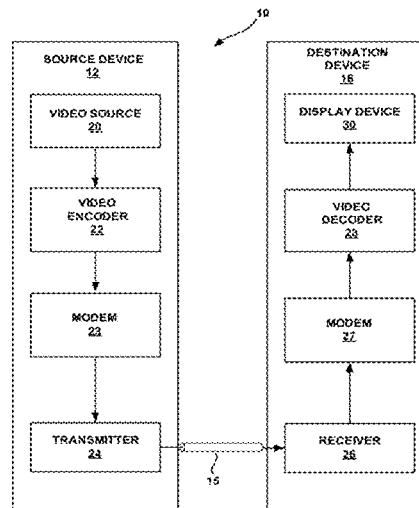 10
SOURCE DEVICE
12
VIDEO SOURCE
20
VIDEO
ENCODER
22
MODEM
23
TRANSMITTER
24
15
DESTINATION
DEVICE
16
DISPLAY DEVICE
30
VIDEO
DECODER
28
MODEM
27
RECEIVER
26